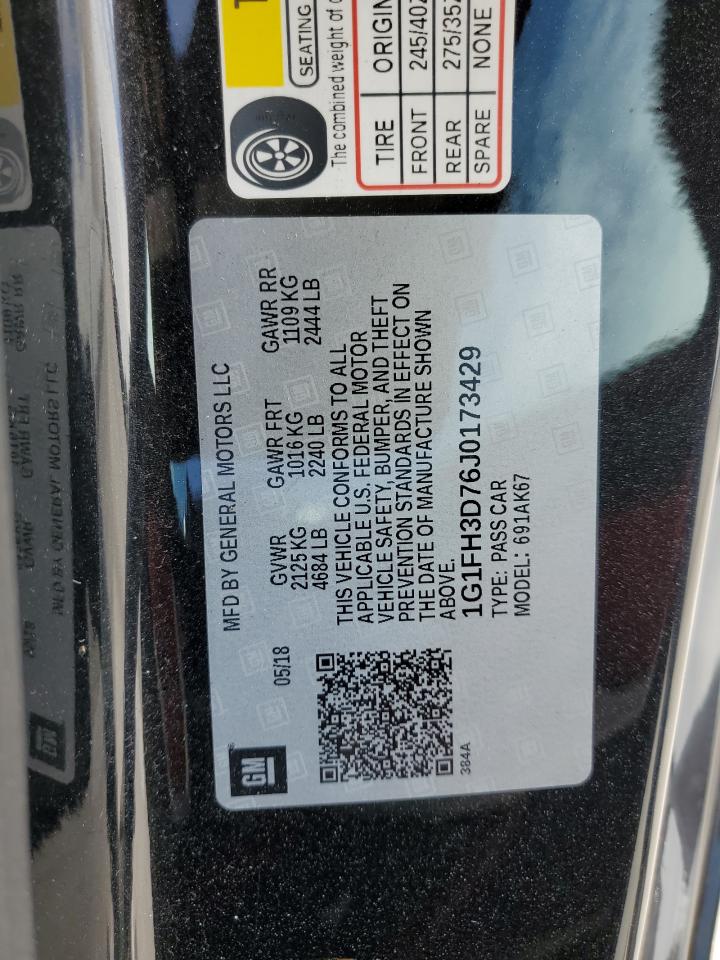 MFD BY GENERAL MOTORS LLC
05/18
GVWR GAWR FRT GAWR RR
2125 KG 1016 KG 1109 KG
4684 LB 2240 LB 2444 LB
THIS VEHICLE CONFORMS TO ALL
APPLICABLE U.S. FEDERAL MOTOR
VEHICLE SAFETY, BUMPER, AND THEFT
PREVENTION STANDARDS IN EFFECT ON
THE DATE OF MANUFACTURE SHOWN
ABOVE.
1G1FH3D76J0173429
TYPE: PASS CAR
MODEL: 691AK67
GM
384A
SEATING
The combined weight of
TIRE
FRONT 245/40Z
REAR 275/35Z
SPARE NONE